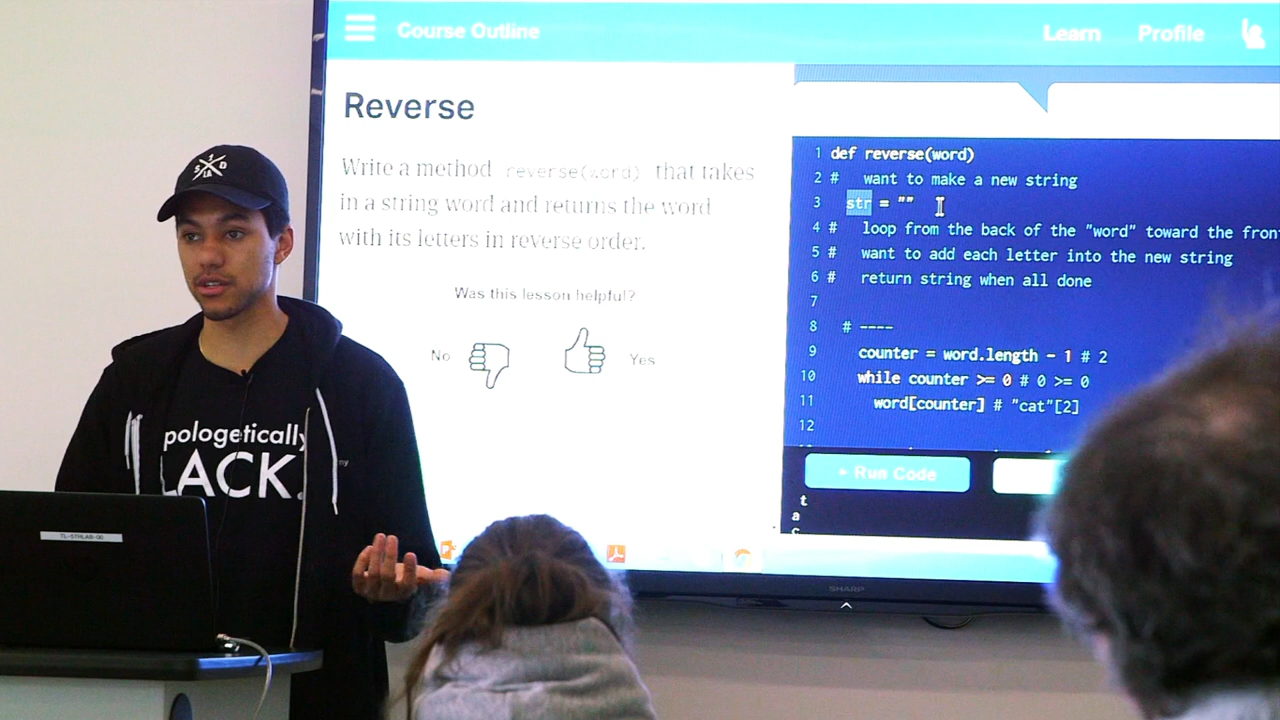 Course Outline
Learn Profile
Reverse
Write a method reverse(word) that takes
in a string word and returns the word
with its letters in reverse order.
Was this lesson helpful?
No Yes
1 def reverse(word)
2 # want to make a new string
3 str = ""
4 # loop from the back of the "word" toward the fron
5 # want to add each letter into the new string
6 # return string when all done
7
8 # ----
9 counter = word.length - 1 # 2
10 while counter >= 0 # 0 >= 0
11 word[counter] # "cat"[2]
12
Run Code
t
a
c
SHARP
pologetically
LACK.